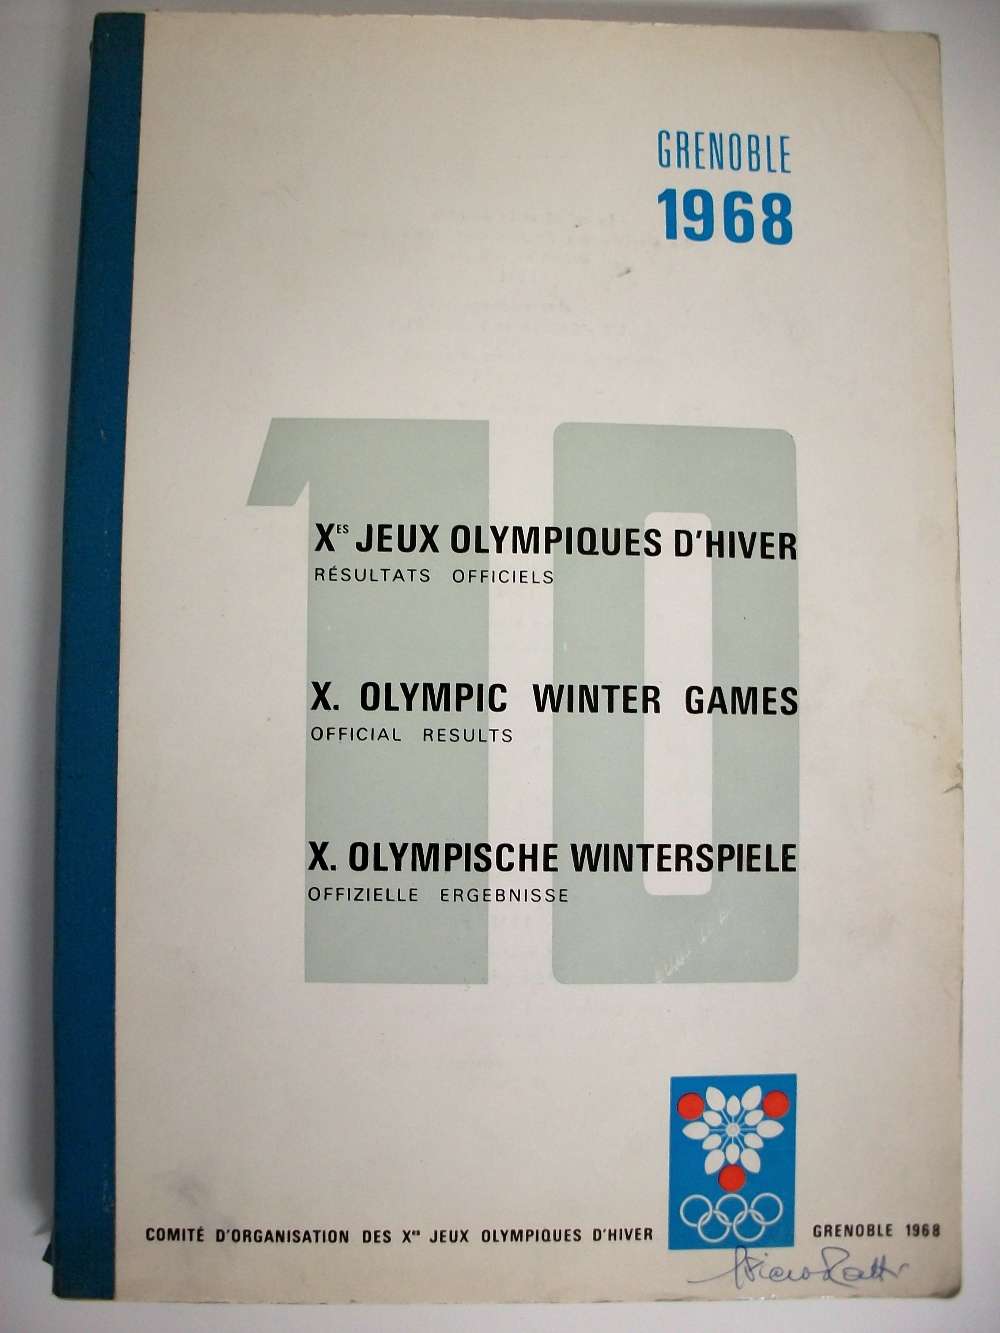 GRENOBLE
1968
10
Xes JEUX OLYMPIQUES D'HIVER
RÉSULTATS OFFICIELS
X. OLYMPIC WINTER GAMES
OFFICIAL RESULTS
X. OLYMPISCHE WINTERSPIELE
OFFIZIELLE ERGEBNISSE
COMITÉ D'ORGANISATION DES Xes JEUX OLYMPIQUES D'HIVER
GRENOBLE 1968